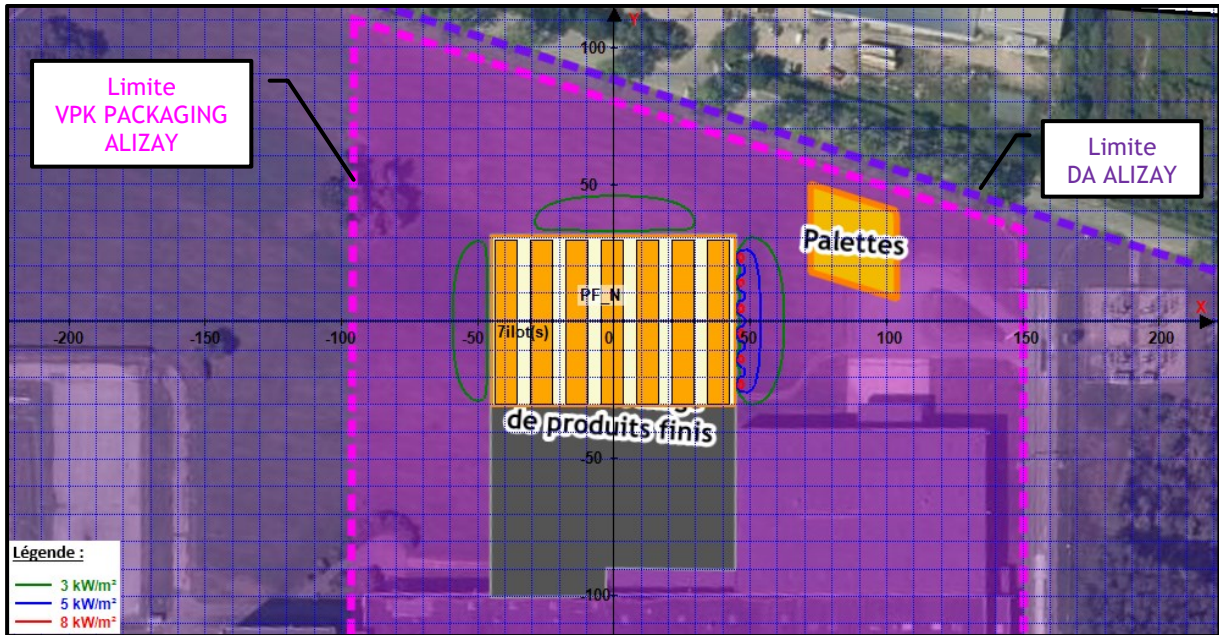 Y
100
Limite
VPK PACKAGING
ALIZAY
Limite
DA ALIZAY
50
Palettes
PF_N
X
7ilot(s)
-200
-150
-100
-50
0
50
100
150
200
de produits finis
-50
Légende :
3 kW/m²
5 kW/m²
8 kW/m²
-100